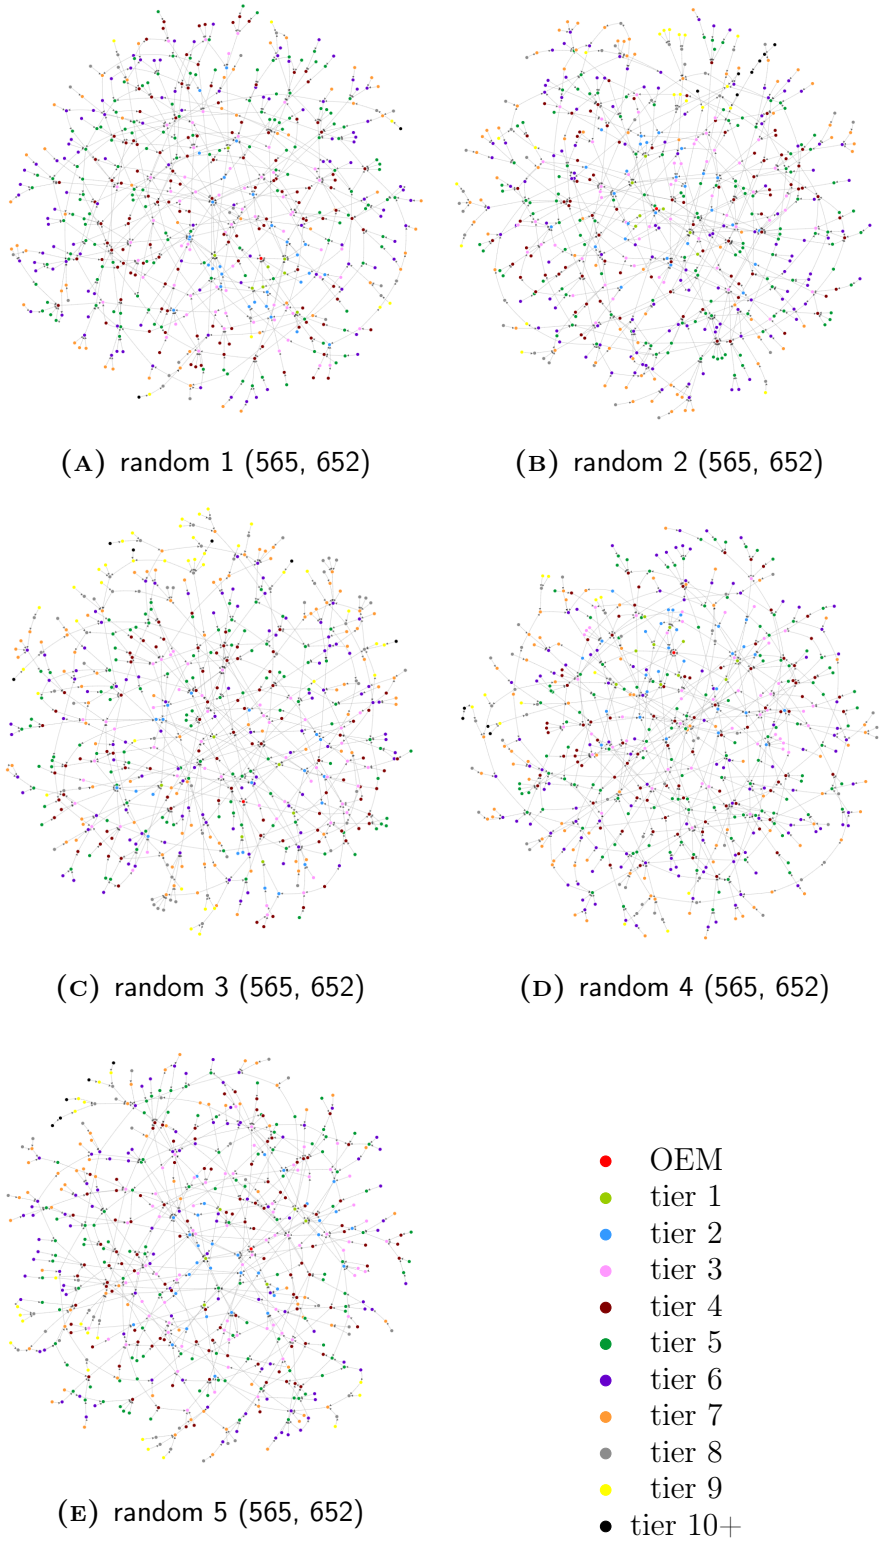 (A) random 1 (565, 652)
(B) random 2 (565, 652)
(C) random 3 (565, 652)
(D) random 4 (565, 652)
OEM
tier 1
tier 2
tier 3
tier 4
tier 5
tier 6
tier 7
tier 8
tier 9
tier 10+
(E) random 5 (565, 652)